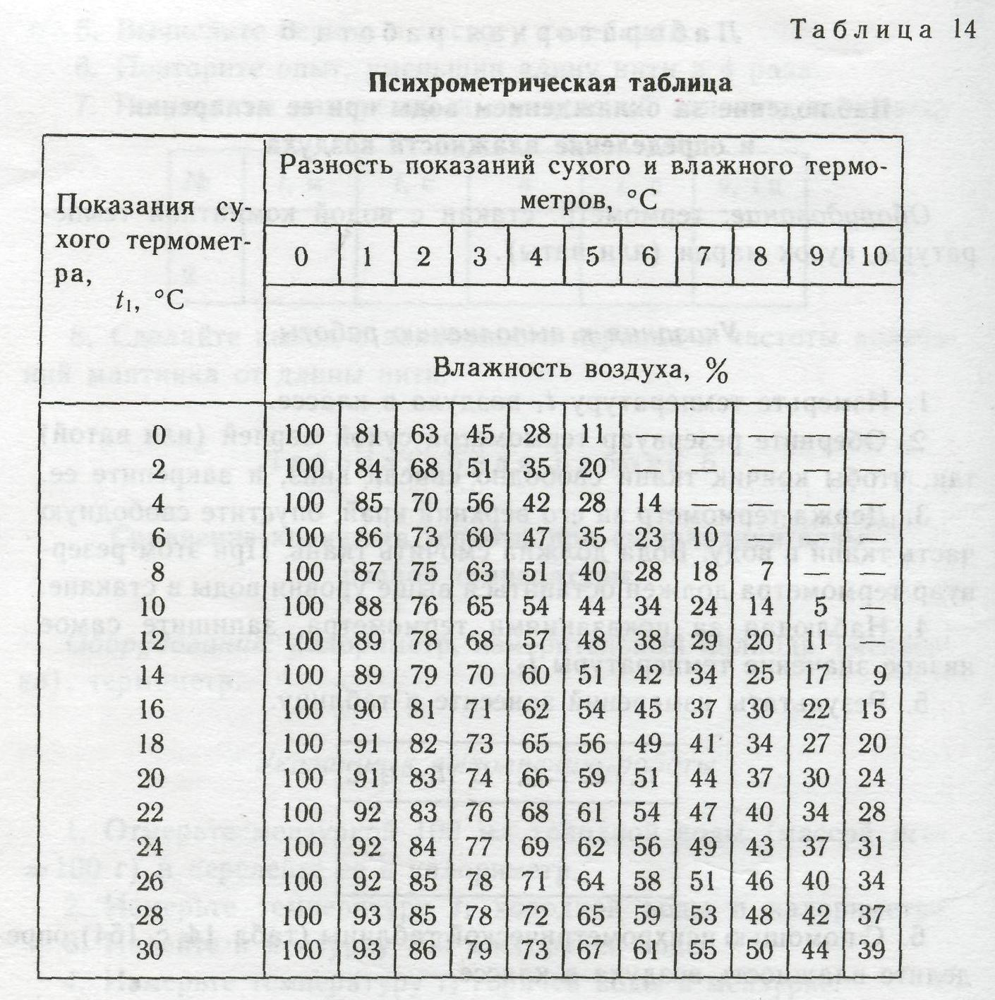 Таблица 14
Психрометрическая таблица
Показания су-
хого термомет-
ра,
t₁, °C
Разность показаний сухого и влажного термо-
метров, °C
0 1 2 3 4 5 6 7 8 9 10
Влажность воздуха, %
0 100 81 63 45 28 11 — — — — —
2 100 84 68 51 35 20 — — — — —
4 100 85 70 56 42 28 14 — — — —
6 100 86 73 60 47 35 23 10 — — —
8 100 87 75 63 51 40 28 18 7 — —
10 100 88 76 65 54 44 34 24 14 5 —
12 100 89 78 68 57 48 38 29 20 11 —
14 100 89 79 70 60 51 42 34 25 17 9
16 100 90 81 71 62 54 45 37 30 22 15
18 100 91 82 73 65 56 49 41 34 27 20
20 100 91 83 74 66 59 51 44 37 30 24
22 100 92 83 76 68 61 54 47 40 34 28
24 100 92 84 77 69 62 56 49 43 37 31
26 100 92 85 78 71 64 58 51 46 40 34
28 100 93 85 78 72 65 59 53 48 42 37
30 100 93 86 79 73 67 61 55 50 44 39